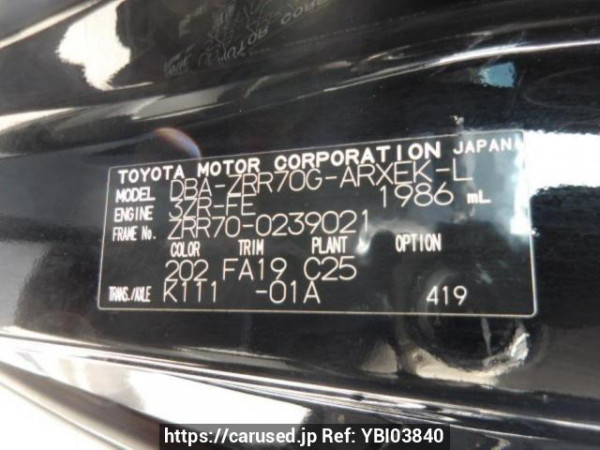 TOYOTA MOTOR CORPORATION JAPAN
MODEL DBA-ZRR70G-ARXEK-L
ENGINE 3ZR-FE 1986 mL
FRAME No. ZRR70-0239021
COLOR TRIM PLANT OPTION
202 FA19 C25
TRANS./AXLE K111 -01A 419
https://carused.jp Ref: YBI03840